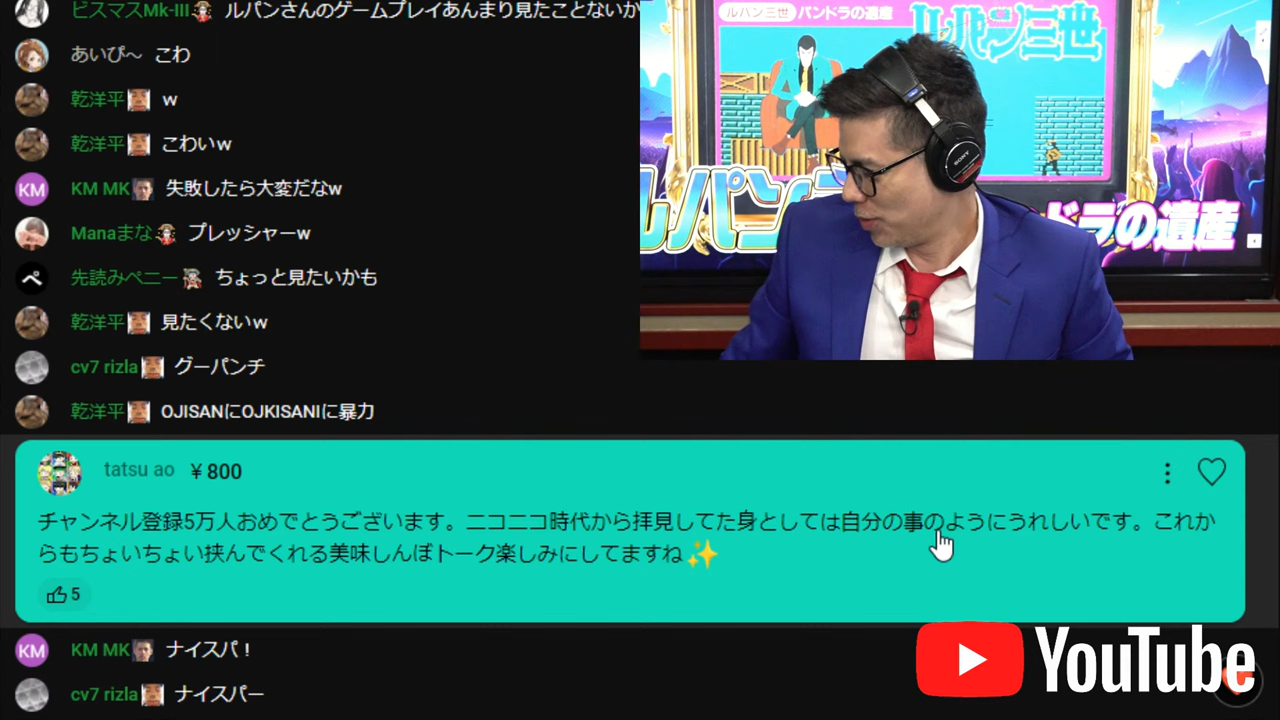 ビスマスMk-III ルパンさんのゲームプレイあんまり見たことないか
あいぴ〜 こわ
乾洋平 w
乾洋平 こわいw
KM KM MK 失敗したら大変だなw
Manaまな プレッシャーw
ペ 先読みペニー ちょっと見たいかも
乾洋平 見たくないw
cv7 rizla グーパンチ
乾洋平 OJISANにOJKISANIに暴力
tatsu ao ￥800
チャンネル登録5万人おめでとうございます。ニコニコ時代から拝見してた身としては自分の事のようにうれしいです。これか
らもちょいちょい挟んでくれる美味しんぼトーク楽しみにしてますね✨
5
KM KM MK ナイスパ！
cv7 rizla ナイスパー
ルパン三世 パンドラの遺産
ルパン三世
SONY
ルパン
ドラの遺産
YouTube